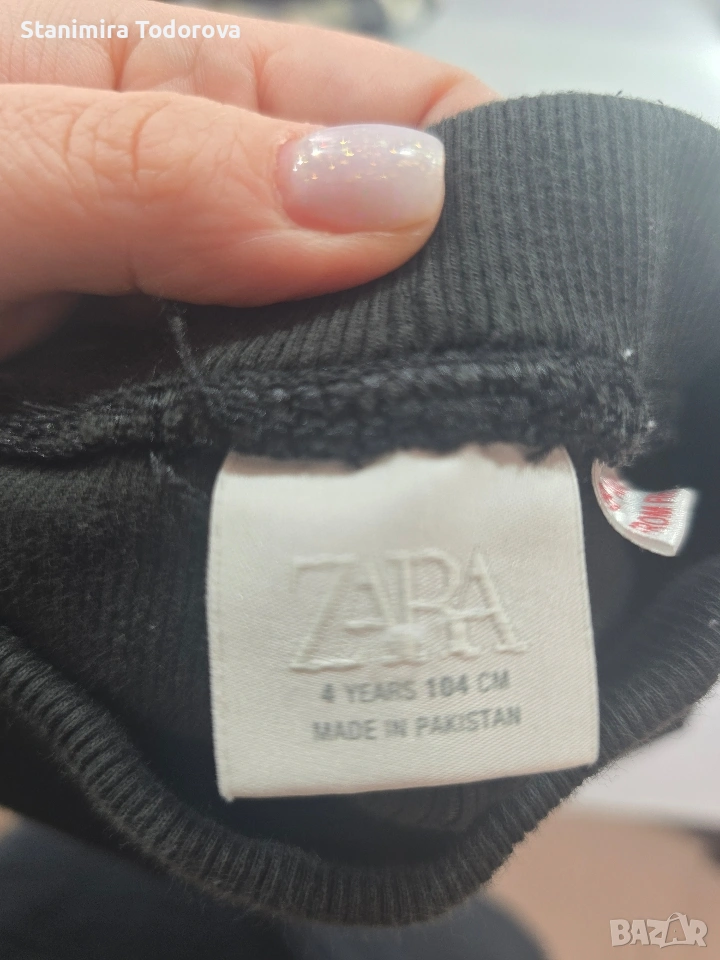 Stanimira Todorova
ZARA
4 YEARS 104 CM
MADE IN PAKISTAN
BAZAR